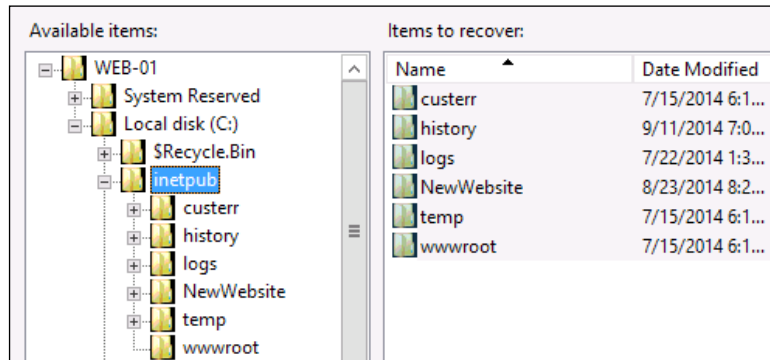 Available items:
WEB-01
System Reserved
Local disk (C:)
$Recycle.Bin
inetpub
custerr
history
logs
NewWebsite
temp
wwwroot
Items to recover:
Name Date Modified
custerr 7/15/2014 6:1...
history 9/11/2014 7:0...
logs 7/22/2014 1:3...
NewWebsite 8/23/2014 8:2...
temp 7/15/2014 6:1...
wwwroot 7/15/2014 6:1...